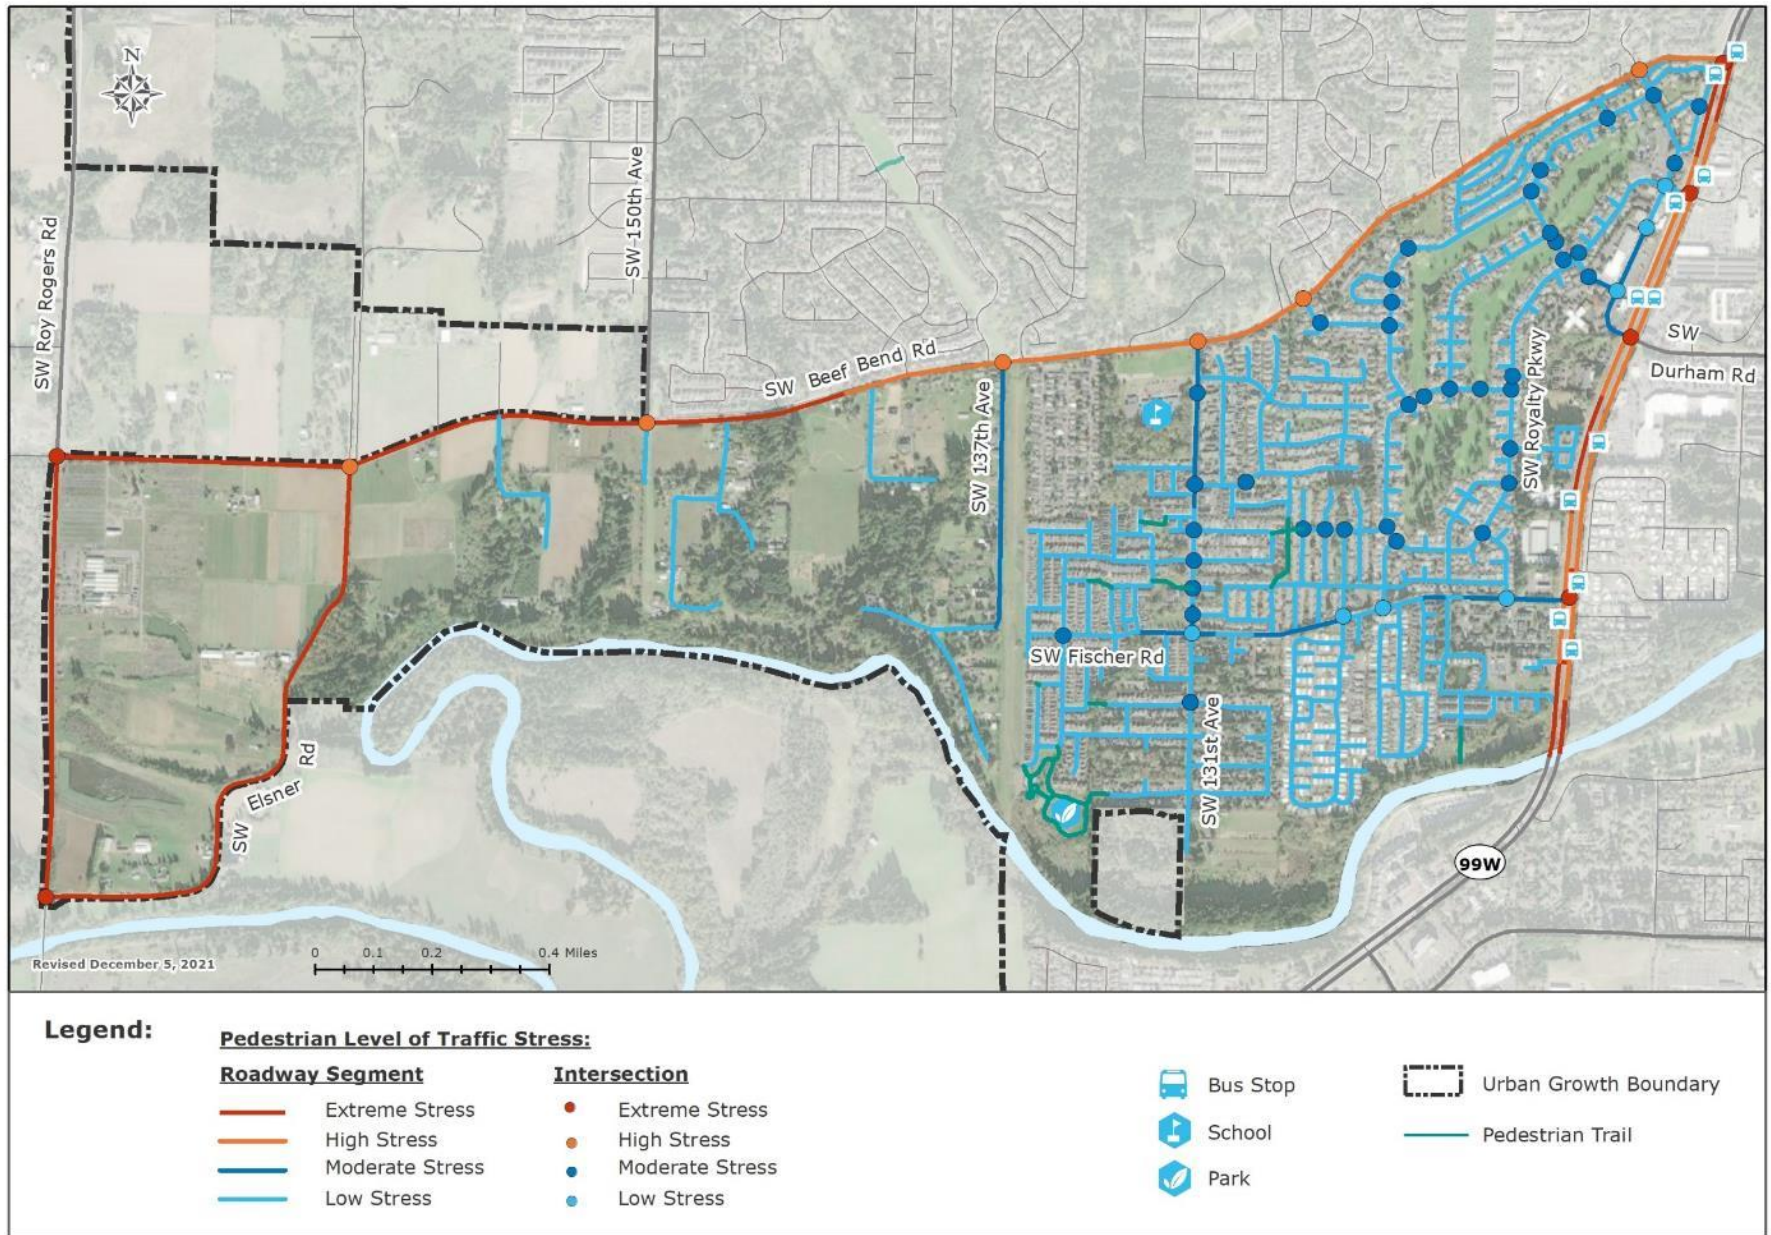 N
SW Roy Rogers Rd
SW 150th Ave
SW Beef Bend Rd
SW 137th Ave
SW Royalty Pkwy
SW
Durham Rd
SW Fischer Rd
SW 131st Ave
SW Elsner Rd
99W
0 0.1 0.2 0.4 Miles
Revised December 5, 2021
Legend:
Pedestrian Level of Traffic Stress:
Roadway Segment
Extreme Stress
High Stress
Moderate Stress
Low Stress
Intersection
Extreme Stress
High Stress
Moderate Stress
Low Stress
Bus Stop
School
Park
Urban Growth Boundary
Pedestrian Trail